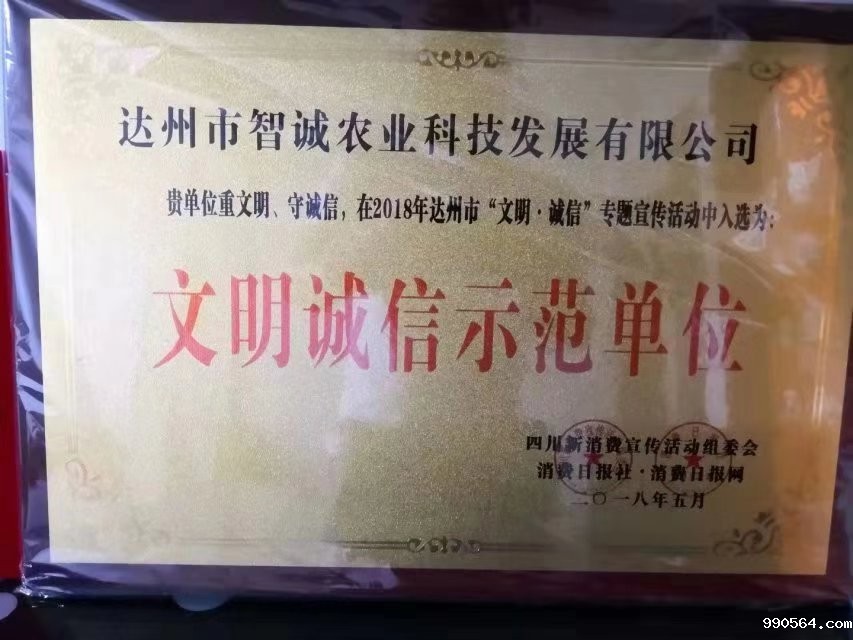 达州市智诚农业科技发展有限公司
贵单位重文明、守诚信，在2018年达州市“文明·诚信”专题宣传活动中入选为：
文明诚信示范单位
四川新消费宣传活动组委会
消费日报社·消费日报网
二〇一八年五月
990564.com